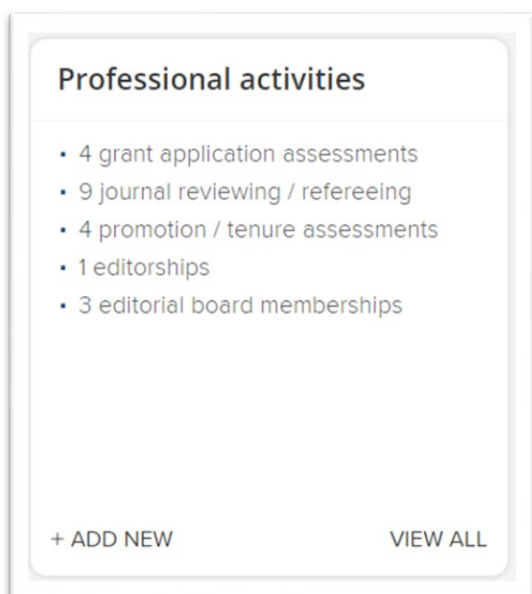 Professional activities
• 4 grant application assessments
• 9 journal reviewing / refereeing
• 4 promotion / tenure assessments
• 1 editorships
• 3 editorial board memberships
+ ADD NEW VIEW ALL